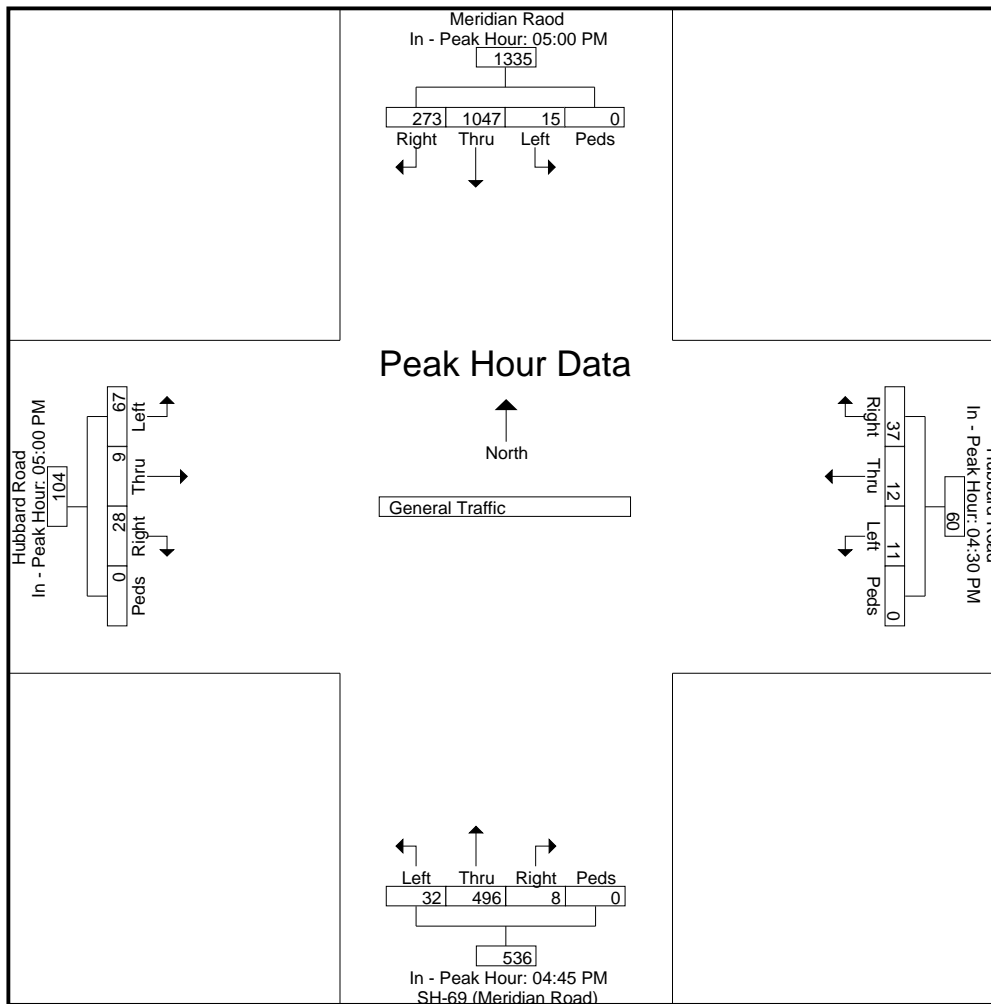 Meridian Raod
In - Peak Hour: 05:00 PM
1335
273 1047 15 0
Right Thru Left Peds
Peak Hour Data
North
General Traffic
Hubbard Road
In - Peak Hour: 05:00 PM
104
67 9 28 0
Left Thru Right Peds
Hubbard Road
In - Peak Hour: 04:30 PM
60
37 12 11 0
Right Thru Left Peds
Left Thru Right Peds
32 496 8 0
536
In - Peak Hour: 04:45 PM
SH-69 (Meridian Road)